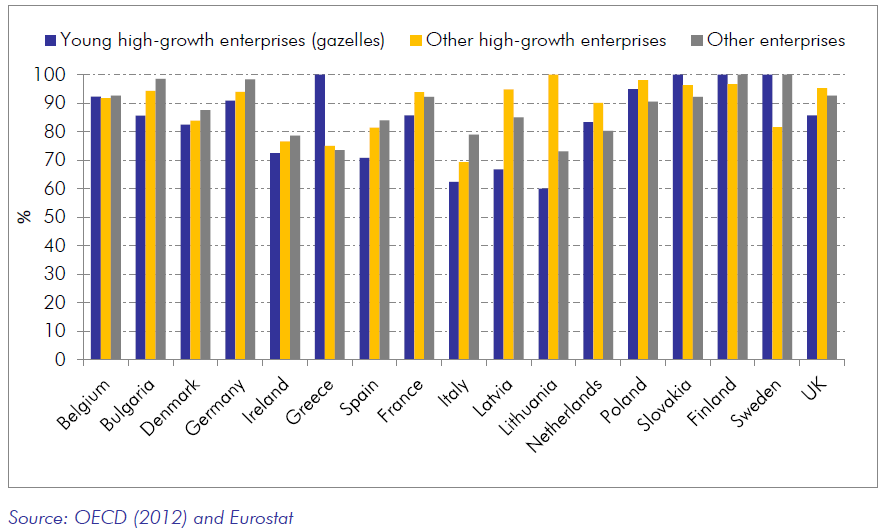 Young high-growth enterprises (gazelles) Other high-growth enterprises Other enterprises
100
90
80
70
60
50
40
30
20
10
0
%
Belgium
Bulgaria
Denmark
Germany
Ireland
Greece
Spain
France
Italy
Latvia
Lithuania
Netherlands
Poland
Slovakia
Finland
Sweden
UK
Source: OECD (2012) and Eurostat